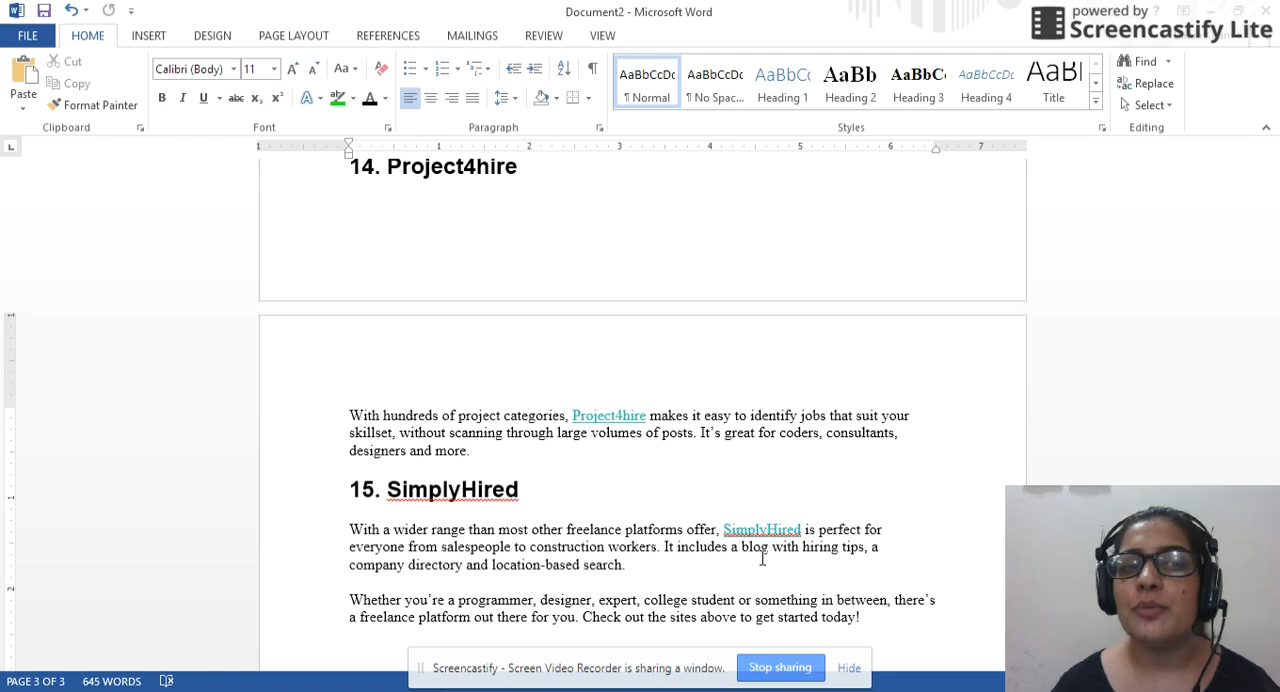 Document2 - Microsoft Word
powered by
Screencastify Lite
FILE
HOME
INSERT
DESIGN
PAGE LAYOUT
REFERENCES
MAILINGS
REVIEW
VIEW
Paste
Cut
Copy
Format Painter
Clipboard
Calibri (Body)
11
Font
Paragraph
AaBbCcDc
¶ Normal
AaBbCcDc
¶ No Spac...
AaBbC(
Heading 1
AaBb
Heading 2
AaBbC
Heading 3
AaBbCcDc
Heading 4
AaBl
Title
Styles
Find
Replace
Select
Editing
14. Project4hire
With hundreds of project categories, Project4hire makes it easy to identify jobs that suit your
skillset, without scanning through large volumes of posts. It's great for coders, consultants,
designers and more.
15. SimplyHired
With a wider range than most other freelance platforms offer, SimplyHired is perfect for
everyone from salespeople to construction workers. It includes a blog with hiring tips, a
company directory and location-based search.
Whether you're a programmer, designer, expert, college student or something in between, there's
a freelance platform out there for you. Check out the sites above to get started today!
Screencastify - Screen Video Recorder is sharing a window.
Stop sharing
Hide
PAGE 3 OF 3
645 WORDS